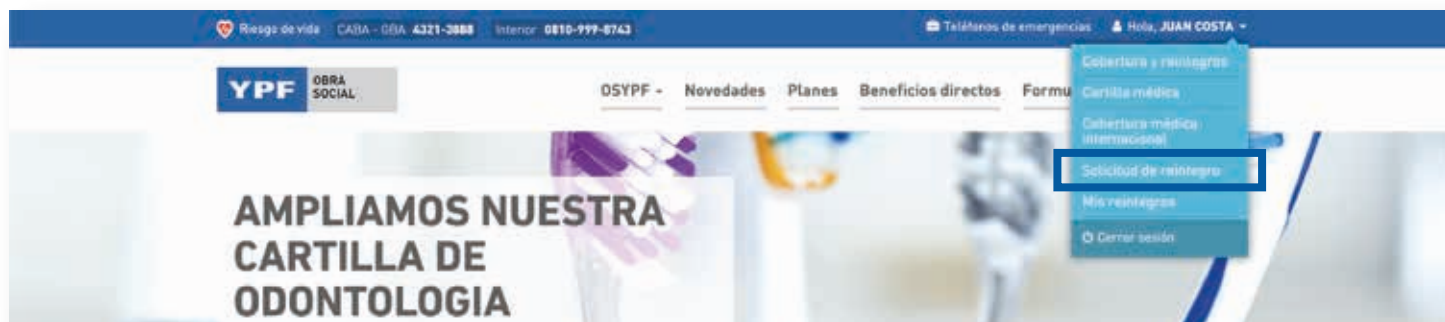 Riesgo de vida CABA - GBA 4321-3888 Interior 0810-999-8743 Teléfonos de emergencias Hola, JUAN COSTA
YPF OBRA SOCIAL
OSYPF Novedades Planes Beneficios directos Formu
Cobertura y reintegros
Cartilla médica
Cobertura médica
internacional
Solicitud de reintegro
Mis reintegros
Cerrar sesión
AMPLIAMOS NUESTRA
CARTILLA DE
ODONTOLOGIA